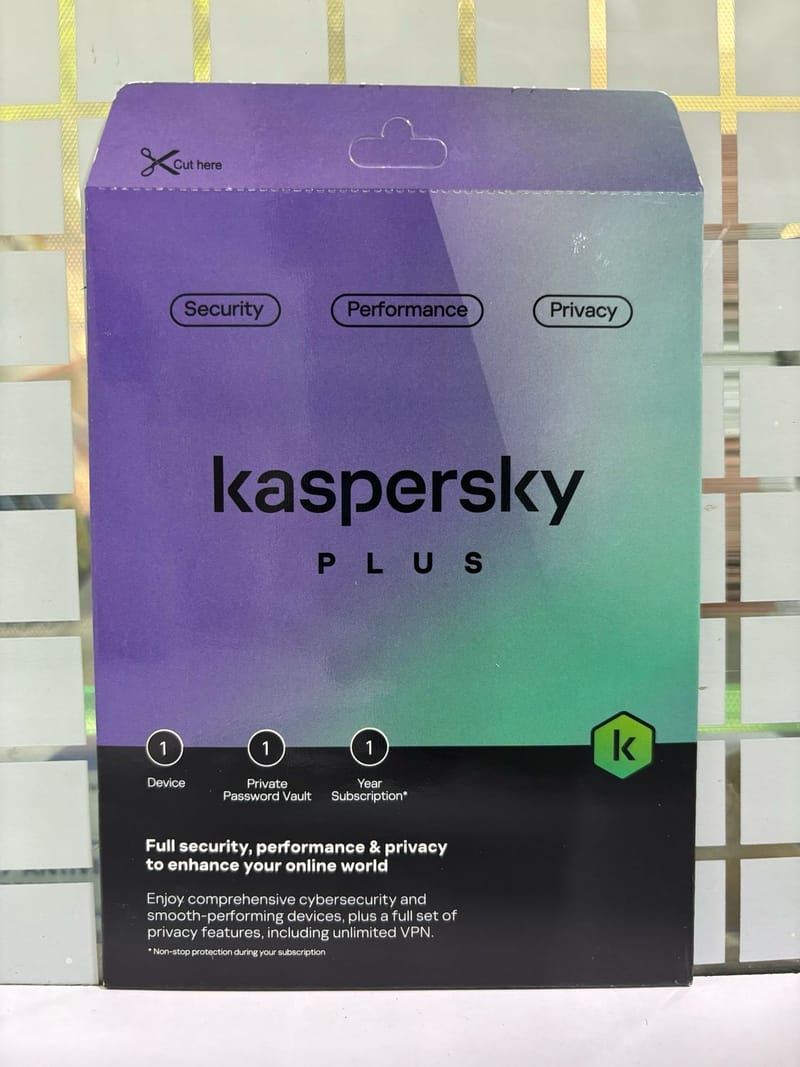 Cut here
Security Performance Privacy
kaspersky
PLUS
1 1 1
Device Private Year
Password Vault Subscription*
k
Full security, performance & privacy
to enhance your online world
Enjoy comprehensive cybersecurity and
smooth-performing devices, plus a full set of
privacy features, including unlimited VPN.
* Non-stop protection during your subscription